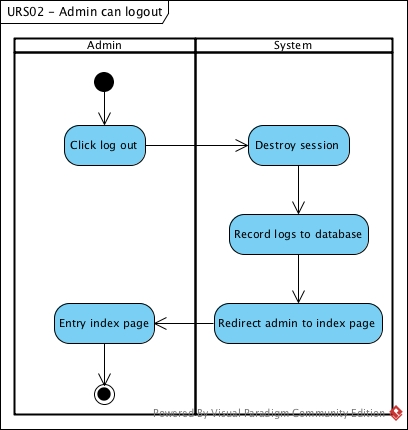 URS02 - Admin can logout
Admin
System
Click log out
Destroy session
Record logs to database
Entry index page
Redirect admin to index page
Powered By Visual Paradigm Community Edition